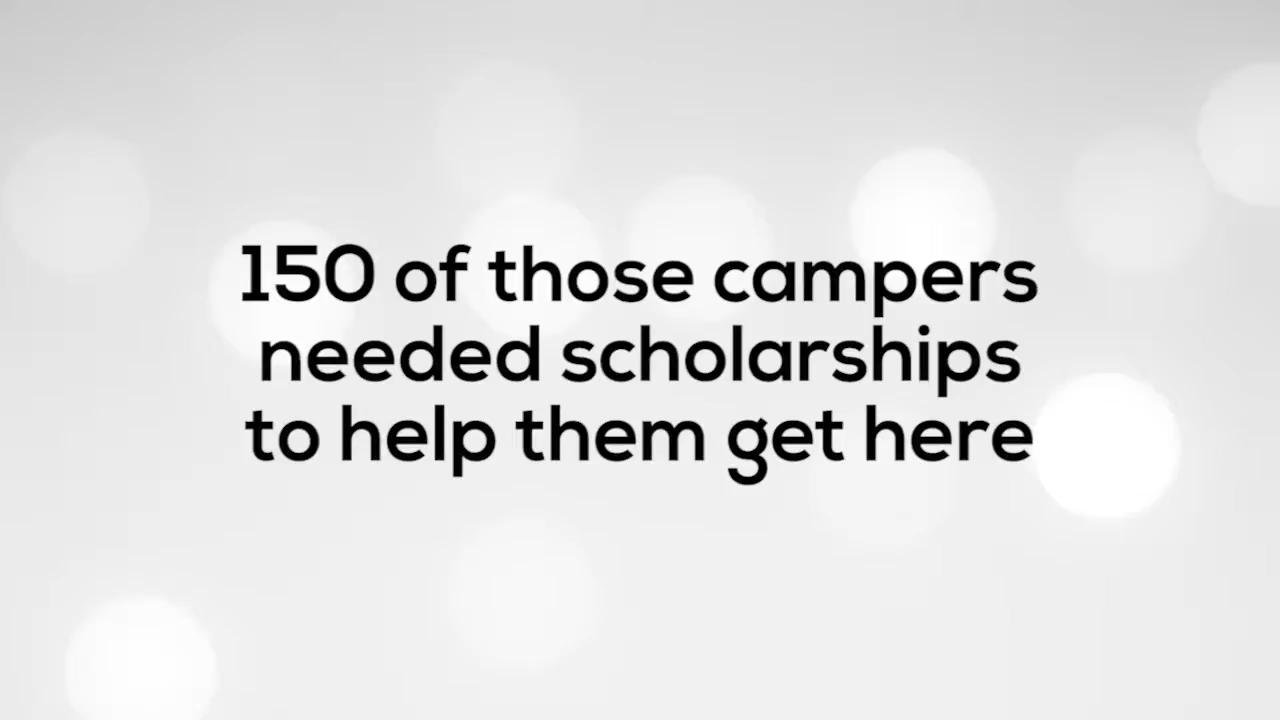 150 of those campers
needed scholarships
to help them get here